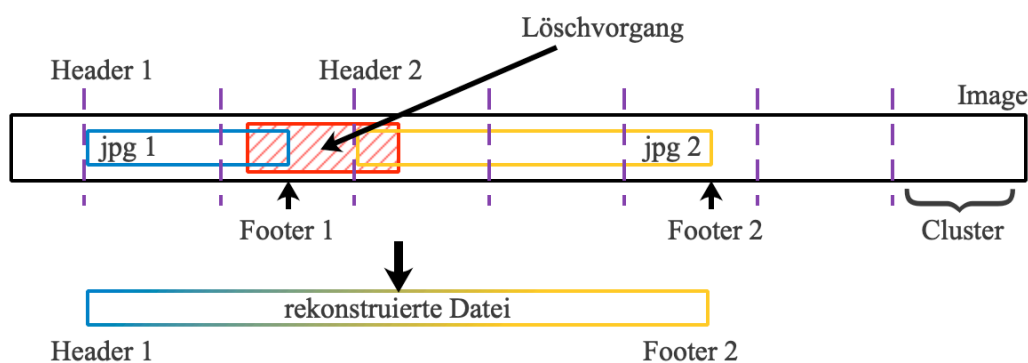 Löschvorgang
Header 1
Header 2
Image
jpg 1
jpg 2
Footer 1
Footer 2
Cluster
rekonstruierte Datei
Header 1
Footer 2